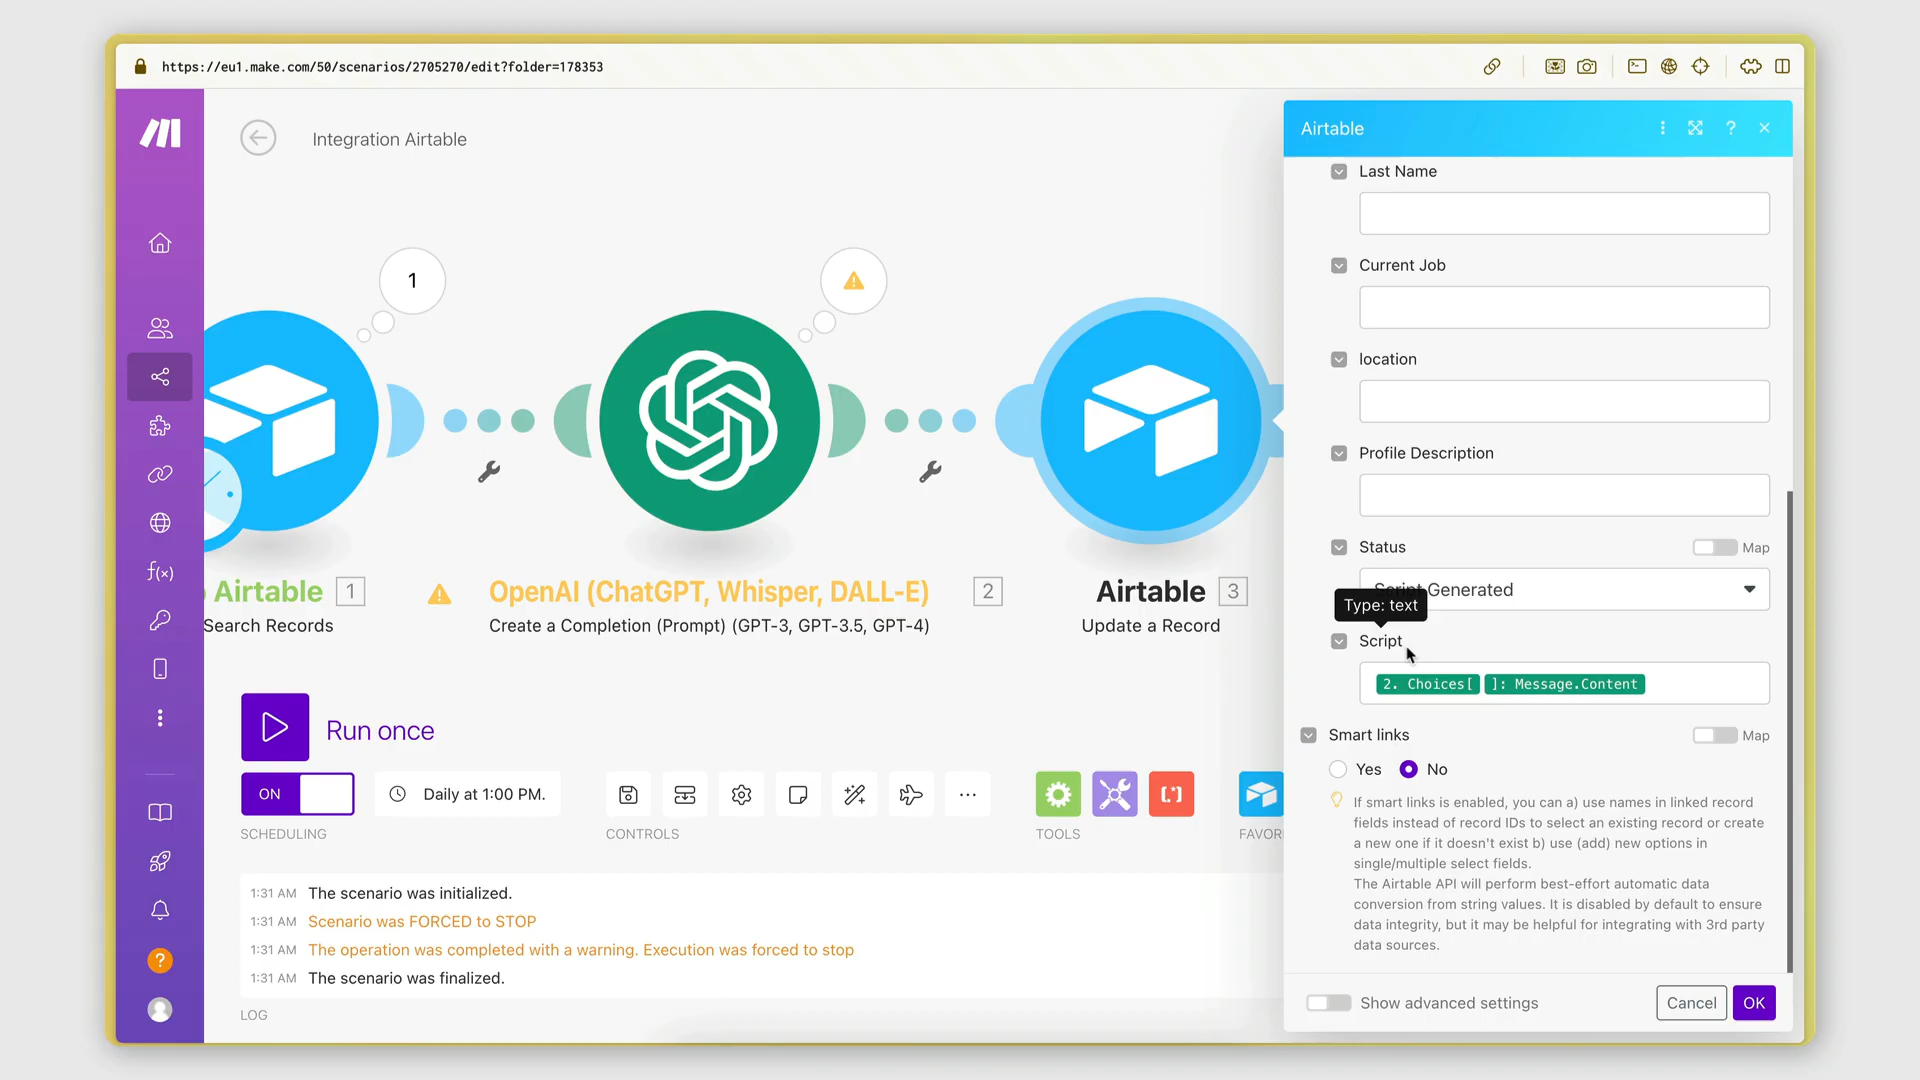 https://eu1.make.com/50/scenarios/2705270/edit?folder=178353
Integration Airtable
1
Airtable 1
Search Records
OpenAI (ChatGPT, Whisper, DALL-E) 2
Create a Completion (Prompt) (GPT-3, GPT-3.5, GPT-4)
Airtable 3
Update a Record
f(x)
Run once
ON
Daily at 1:00 PM.
SCHEDULING
CONTROLS
TOOLS
FAVOR
1:31 AM The scenario was initialized.
1:31 AM Scenario was FORCED to STOP
1:31 AM The operation was completed with a warning. Execution was forced to stop
1:31 AM The scenario was finalized.
LOG
Airtable
Last Name
Current Job
location
Profile Description
Status Map
Script Generated
Type: text
Script
2. Choices[ ]: Message.Content
Smart links Map
Yes No
If smart links is enabled, you can a) use names in linked record
fields instead of record IDs to select an existing record or create
a new one if it doesn't exist b) use (add) new options in
single/multiple select fields.
The Airtable API will perform best-effort automatic data
conversion from string values. It is disabled by default to ensure
data integrity, but it may be helpful for integrating with 3rd party
data sources.
Show advanced settings
Cancel
OK